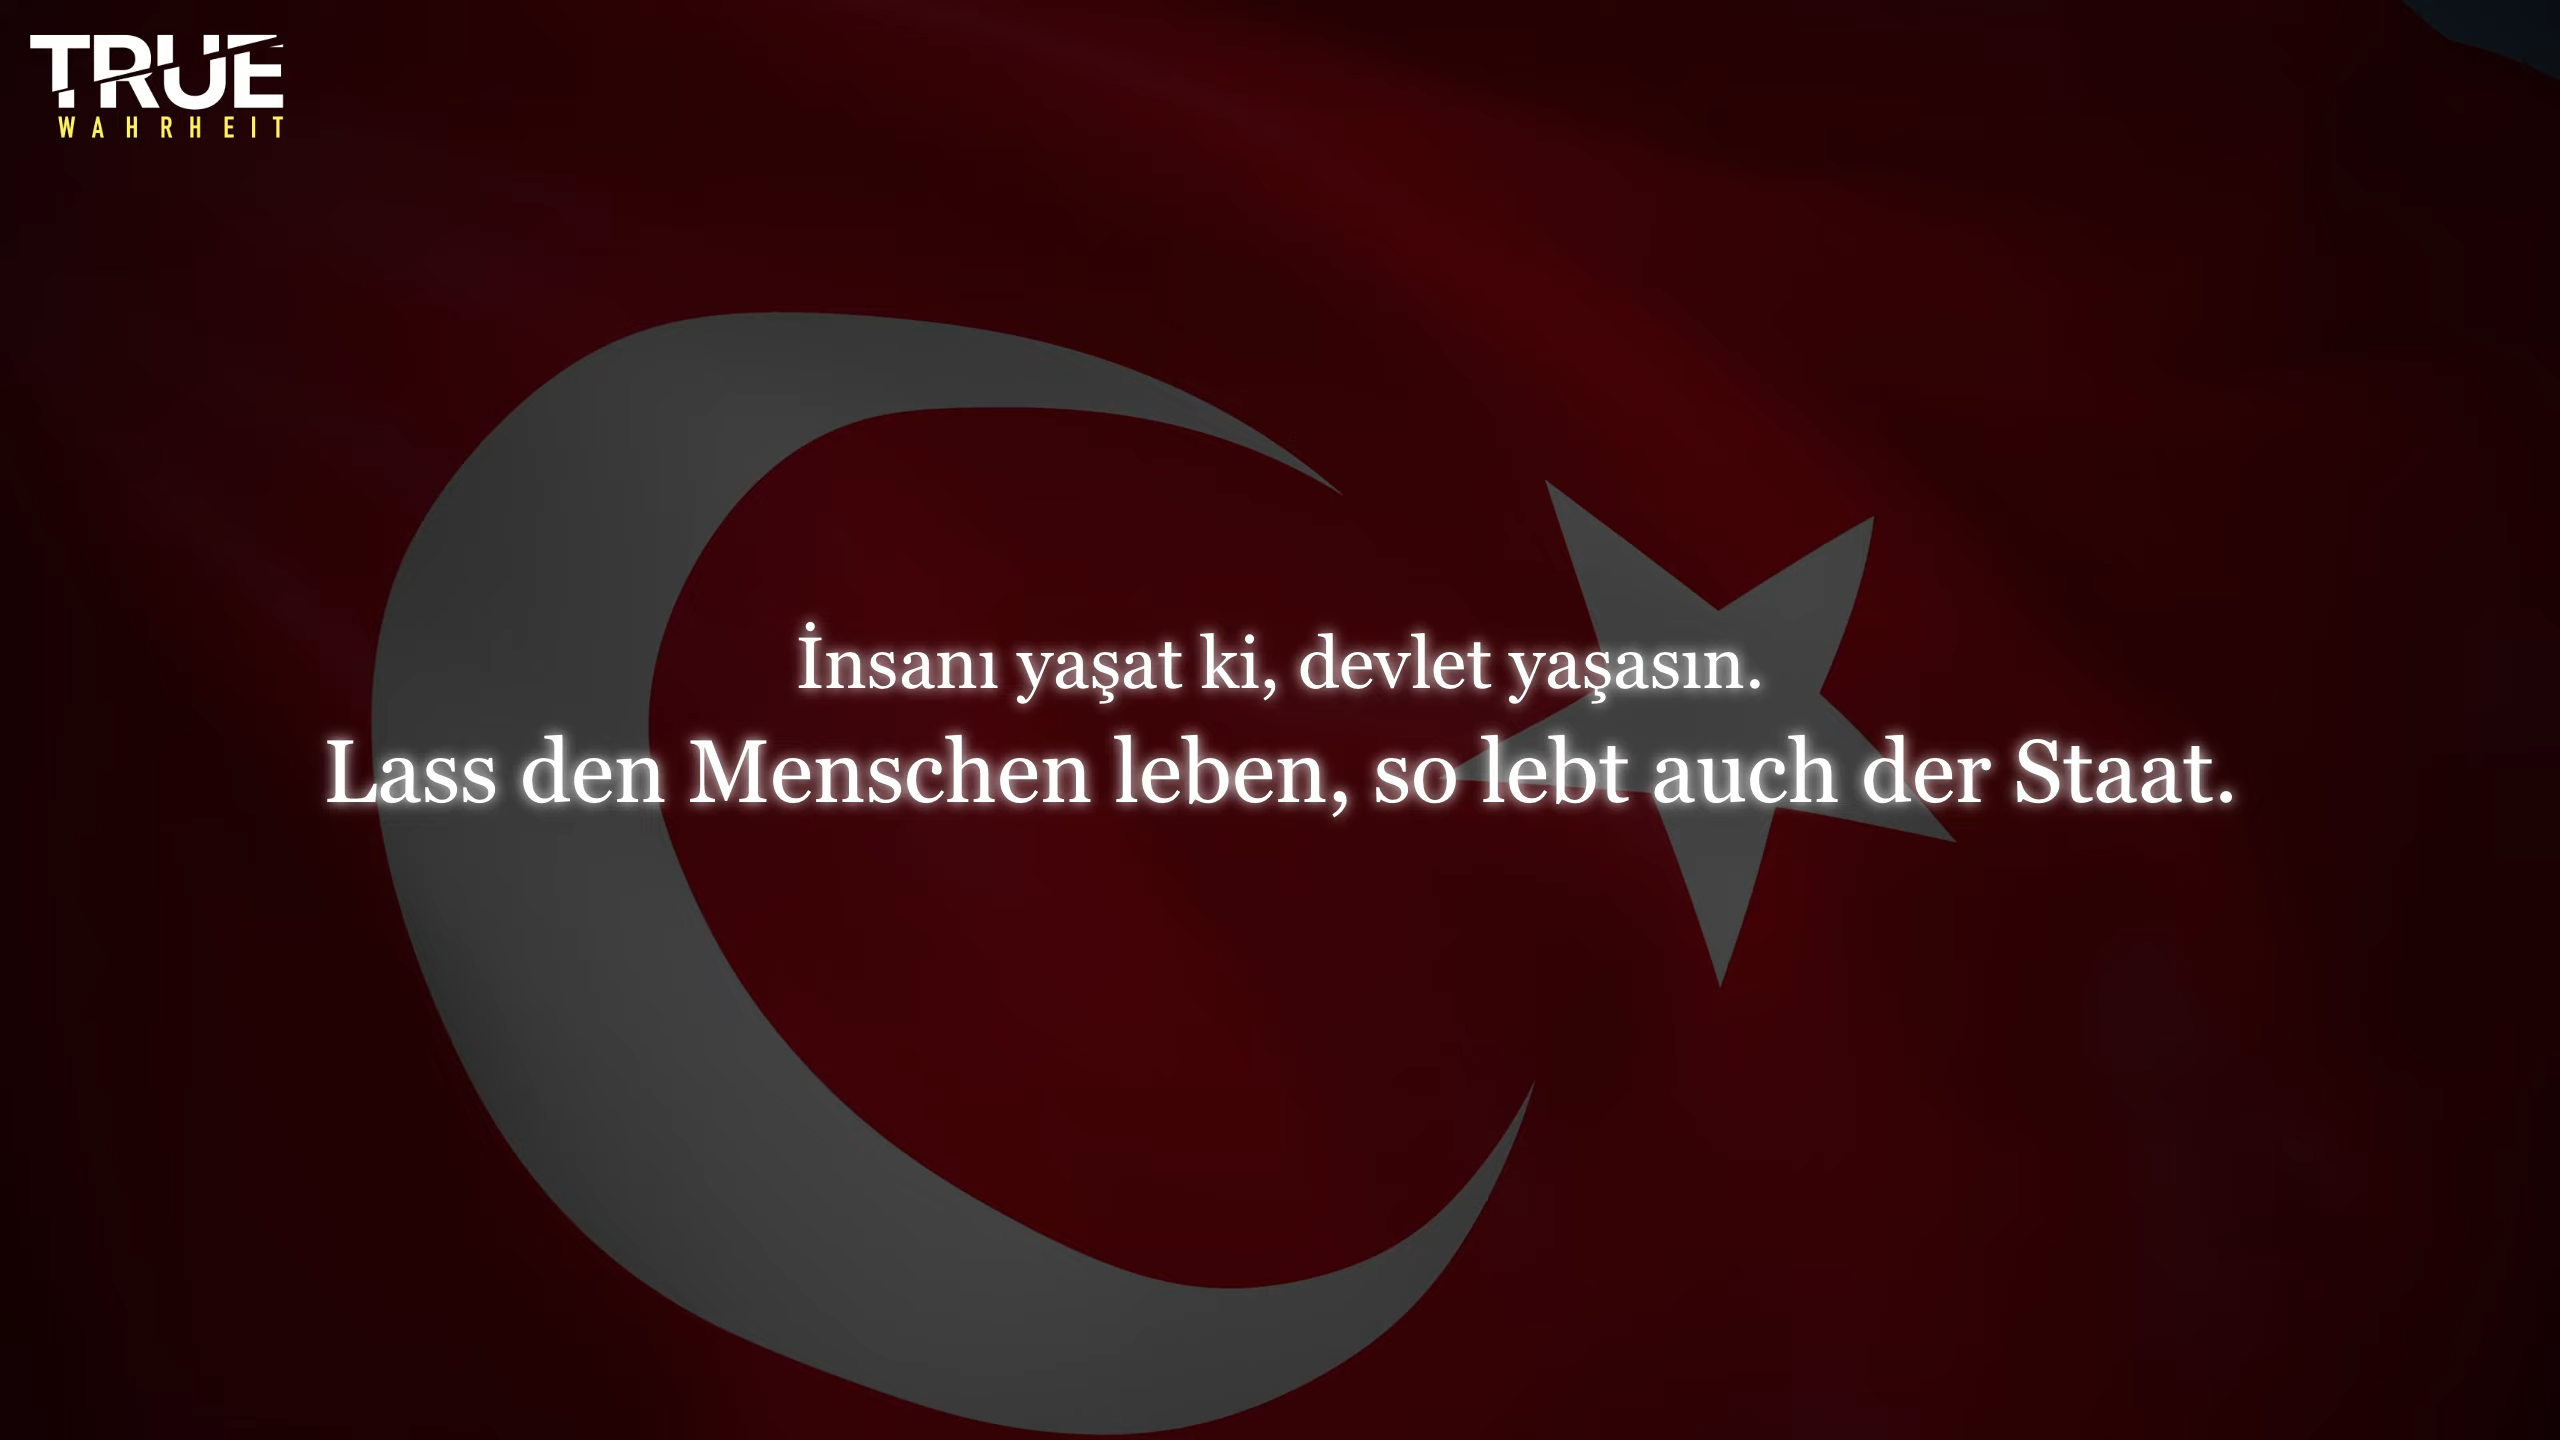 TRUE
WAHRHEIT
İnsanı yaşat ki, devlet yaşasın.
Lass den Menschen leben, so lebt auch der Staat.